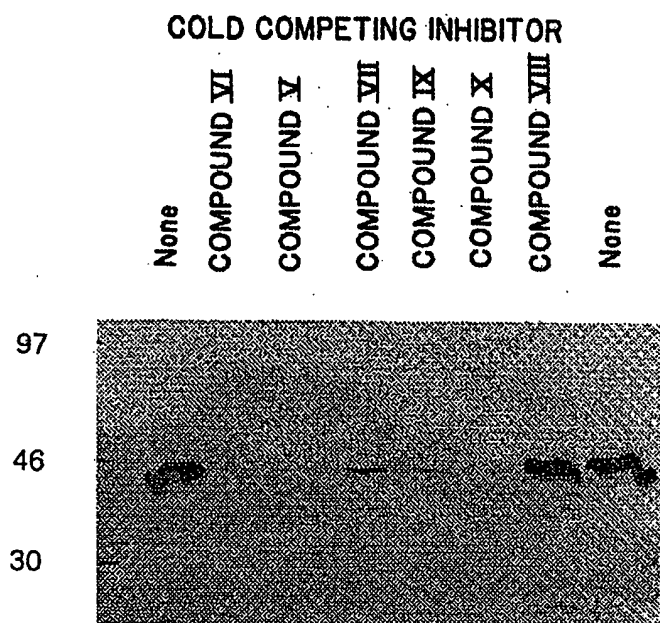 COLD COMPETING INHIBITOR
None
COMPOUND VI
COMPOUND V
COMPOUND VII
COMPOUND IX
COMPOUND X
COMPOUND VIII
None
97
46
30